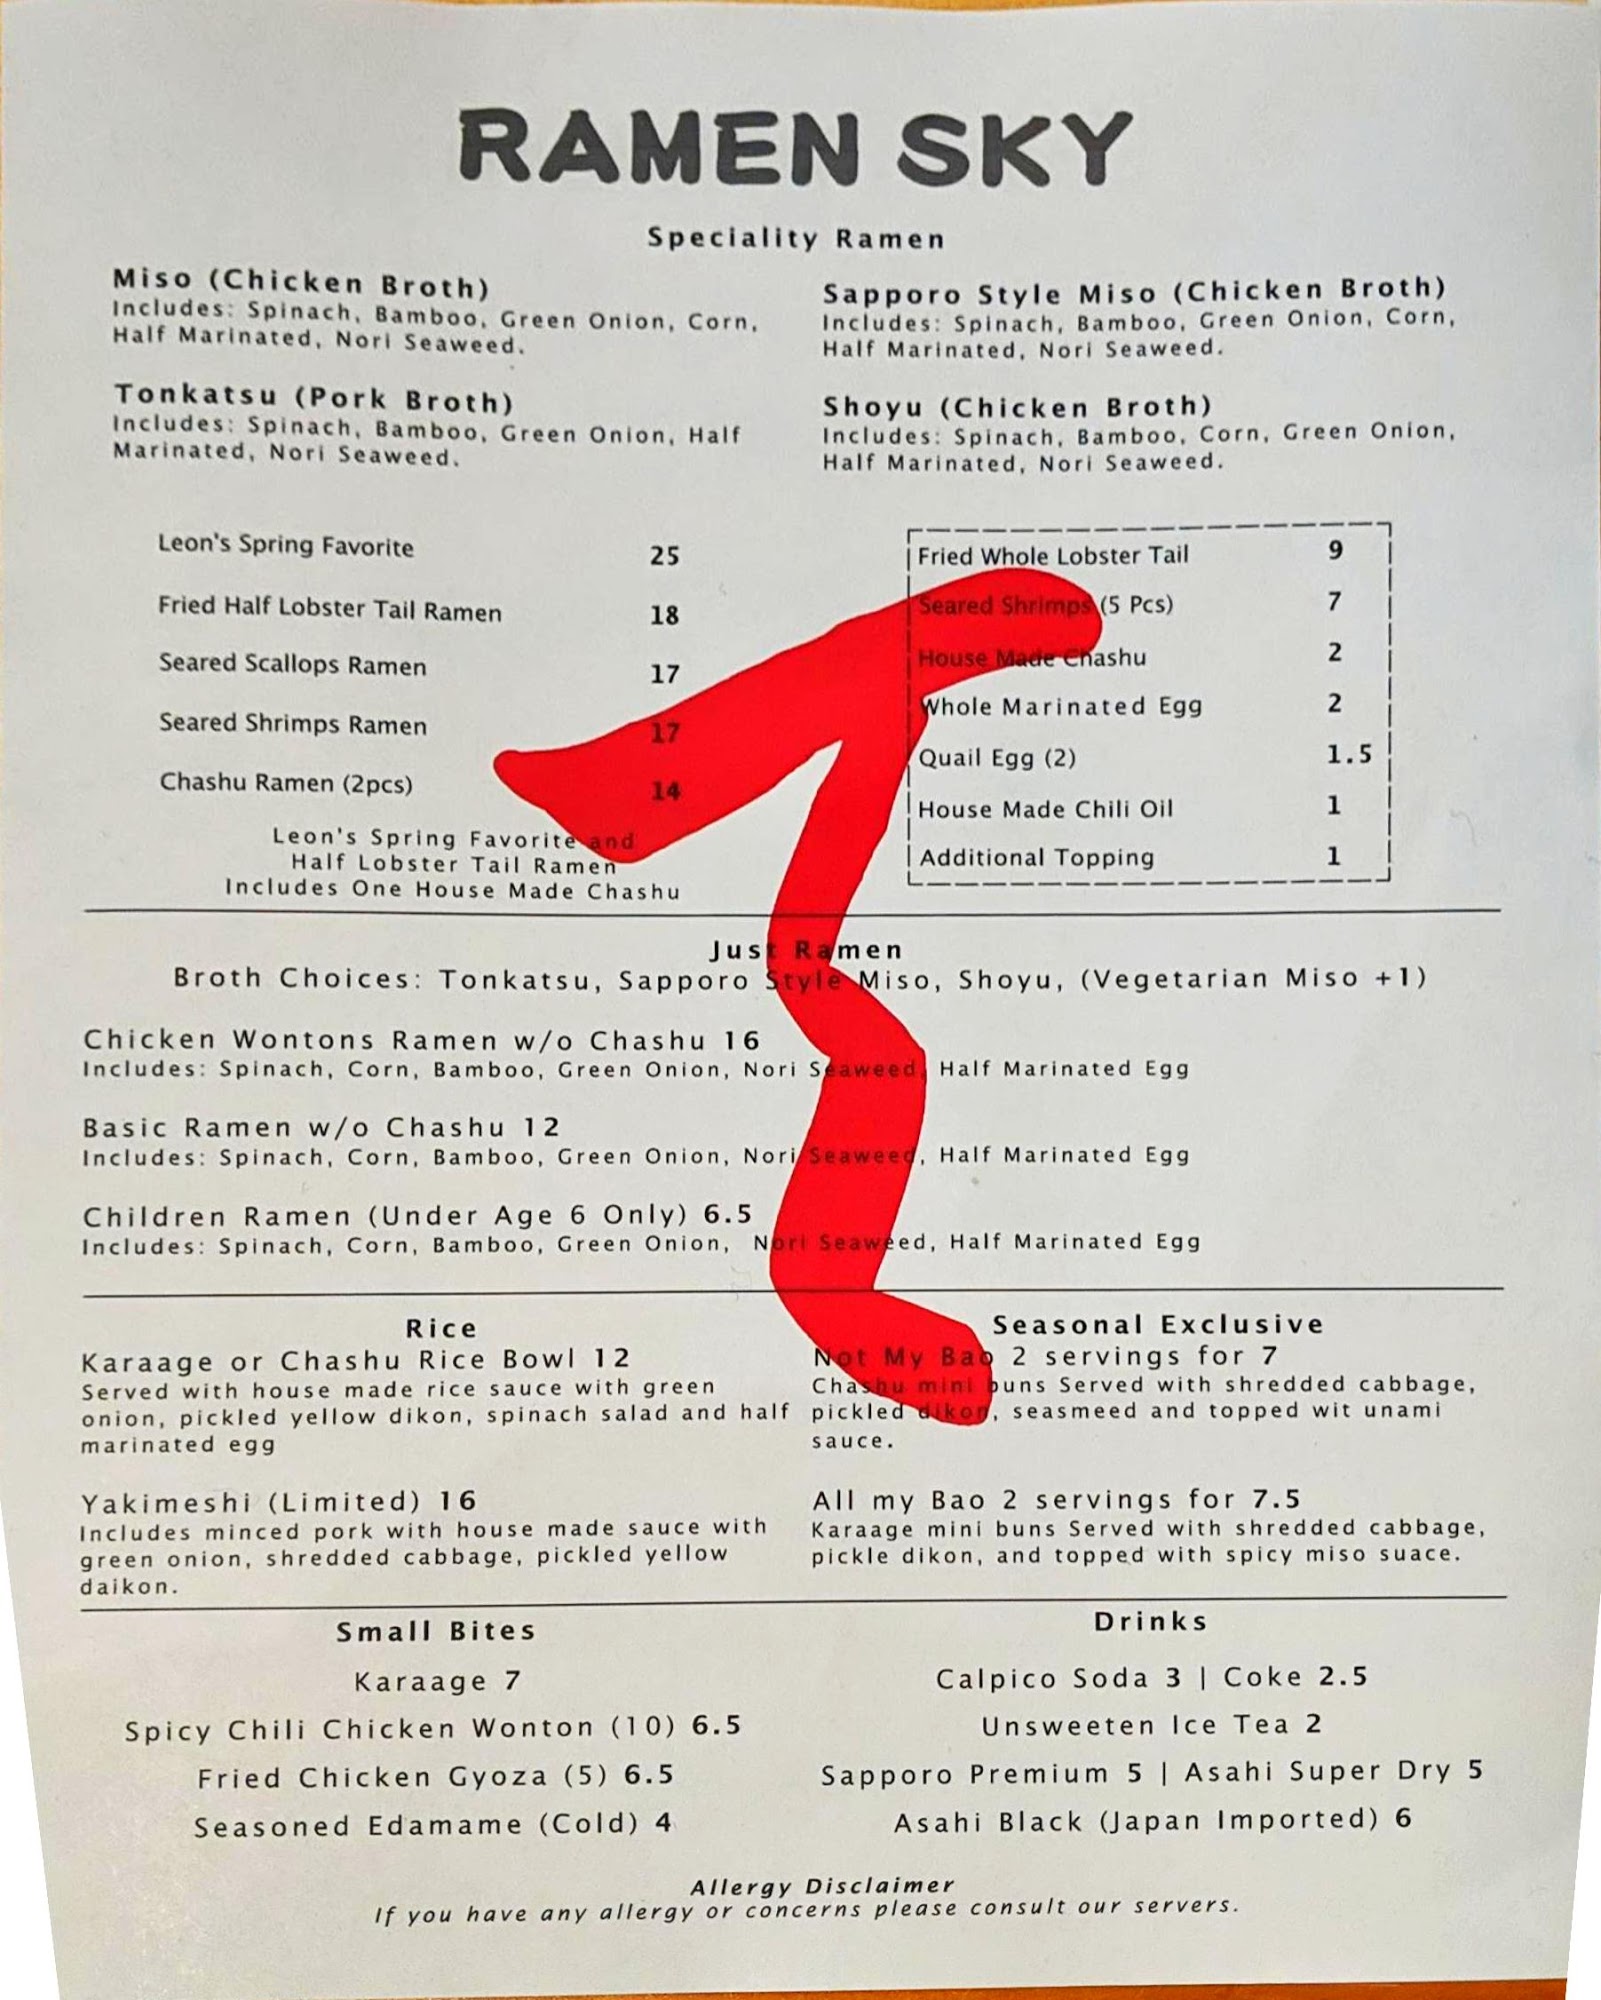 RAMEN SKY
Speciality Ramen
Miso (Chicken Broth)
Includes: Spinach, Bamboo, Green Onion, Corn,
Half Marinated, Nori Seaweed.
Sapporo Style Miso (Chicken Broth)
Includes: Spinach, Bamboo, Green Onion, Corn,
Half Marinated, Nori Seaweed.
Tonkatsu (Pork Broth)
Includes: Spinach, Bamboo, Green Onion, Half
Marinated, Nori Seaweed.
Shoyu (Chicken Broth)
Includes: Spinach, Bamboo, Corn, Green Onion,
Half Marinated, Nori Seaweed.
Leon's Spring Favorite 25
Fried Half Lobster Tail Ramen 18
Seared Scallops Ramen 17
Seared Shrimps Ramen 17
Chashu Ramen (2pcs) 14
Leon's Spring Favorite and
Half Lobster Tail Ramen
Includes One House Made Chashu
Fried Whole Lobster Tail 9
Seared Shrimps (5 Pcs) 7
House Made Chashu 2
Whole Marinated Egg 2
Quail Egg (2) 1.5
House Made Chili Oil 1
Additional Topping 1
Just Ramen
Broth Choices: Tonkatsu, Sapporo Style Miso, Shoyu, (Vegetarian Miso +1)
Chicken Wontons Ramen w/o Chashu 16
Includes: Spinach, Corn, Bamboo, Green Onion, Nori Seaweed, Half Marinated Egg
Basic Ramen w/o Chashu 12
Includes: Spinach, Corn, Bamboo, Green Onion, Nori Seaweed, Half Marinated Egg
Children Ramen (Under Age 6 Only) 6.5
Includes: Spinach, Corn, Bamboo, Green Onion, Nori Seaweed, Half Marinated Egg
Rice
Karaage or Chashu Rice Bowl 12
Served with house made rice sauce with green
onion, pickled yellow dikon, spinach salad and half
marinated egg
Yakimeshi (Limited) 16
Includes minced pork with house made sauce with
green onion, shredded cabbage, pickled yellow
daikon.
Seasonal Exclusive
Not My Bao 2 servings for 7
Chashu mini buns Served with shredded cabbage,
pickled dikon, seasmeed and topped wit unami
sauce.
All my Bao 2 servings for 7.5
Karaage mini buns Served with shredded cabbage,
pickle dikon, and topped with spicy miso suace.
Small Bites
Karaage 7
Spicy Chili Chicken Wonton (10) 6.5
Fried Chicken Gyoza (5) 6.5
Seasoned Edamame (Cold) 4
Drinks
Calpico Soda 3 | Coke 2.5
Unsweeten Ice Tea 2
Sapporo Premium 5 | Asahi Super Dry 5
Asahi Black (Japan Imported) 6
Allergy Disclaimer
If you have any allergy or concerns please consult our servers.